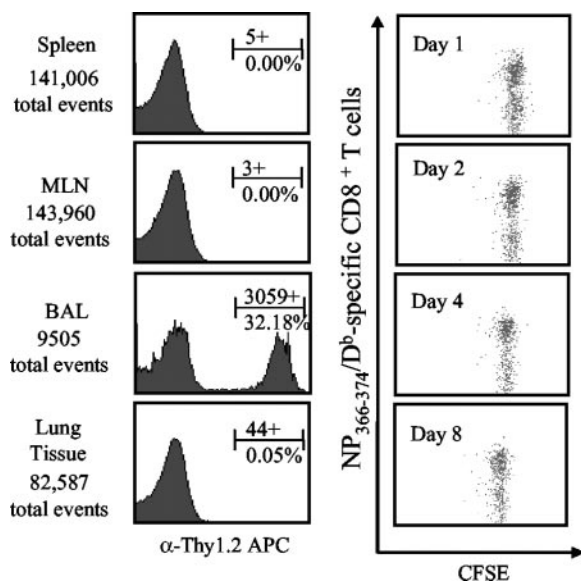 Spleen
141,006
total events
5+
0.00%
MLN
143,960
total events
3+
0.00%
BAL
9505
total events
3059+
32.18%
Lung
Tissue
82,587
total events
44+
0.05%
α-Thy1.2 APC
NP366-374/Db-specific CD8 + T cells
Day 1
Day 2
Day 4
Day 8
CFSE